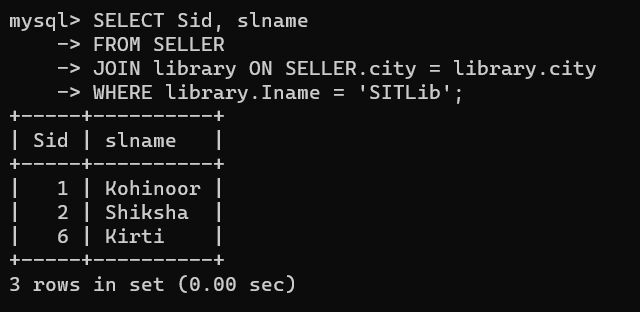 mysql> SELECT Sid, slname
    -> FROM SELLER
    -> JOIN library ON SELLER.city = library.city
    -> WHERE library.Iname = 'SITLib';
+-----+----------+
| Sid | slname   |
+-----+----------+
|   1 | Kohinoor |
|   2 | Shiksha  |
|   6 | Kirti    |
+-----+----------+
3 rows in set (0.00 sec)